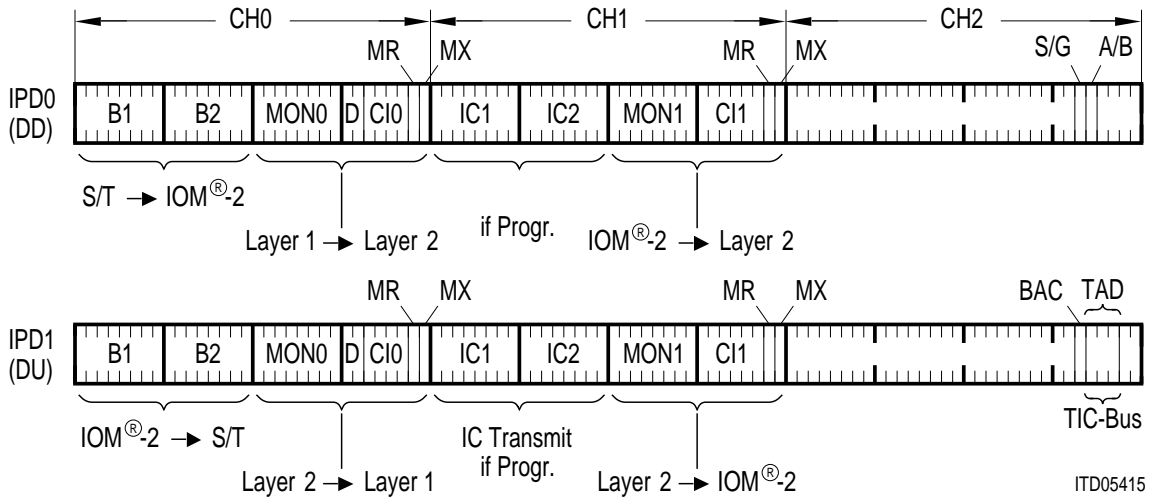 CH0 CH1 CH2
MR MX MR MX S/G A/B
IPD0 (DD)
B1 B2 MON0 D CI0 IC1 IC2 MON1 CI1
S/T → IOM®-2
Layer 1 → Layer 2
if Progr.
IOM®-2 → Layer 2
MR MX MR MX BAC TAD
IPD1 (DU)
B1 B2 MON0 D CI0 IC1 IC2 MON1 CI1
IOM®-2 → S/T
Layer 2 → Layer 1
IC Transmit
if Progr.
Layer 2 → IOM®-2
TIC-Bus
ITD05415